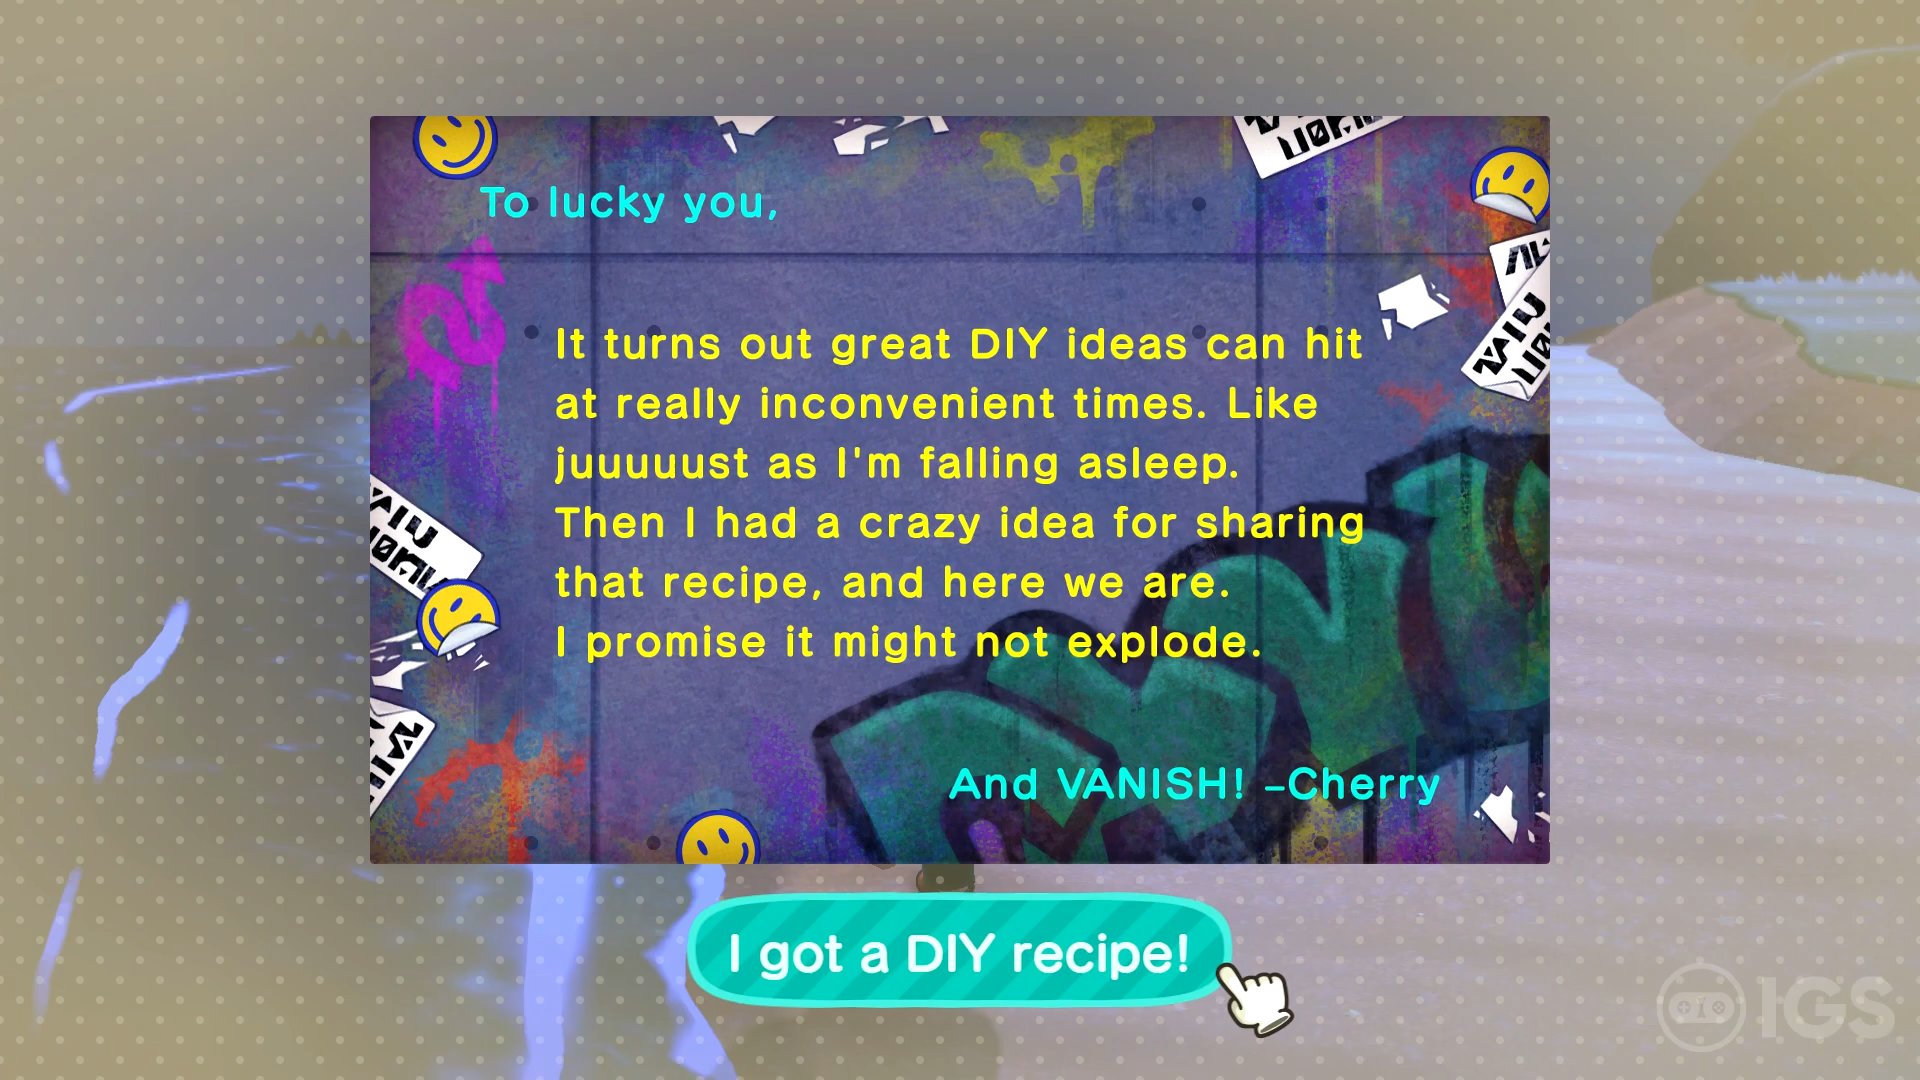 To lucky you,
It turns out great DIY ideas can hit
at really inconvenient times. Like
juuuuust as I'm falling asleep.
Then I had a crazy idea for sharing
that recipe, and here we are.
I promise it might not explode.
And VANISH! –Cherry
I got a DIY recipe!
IGS